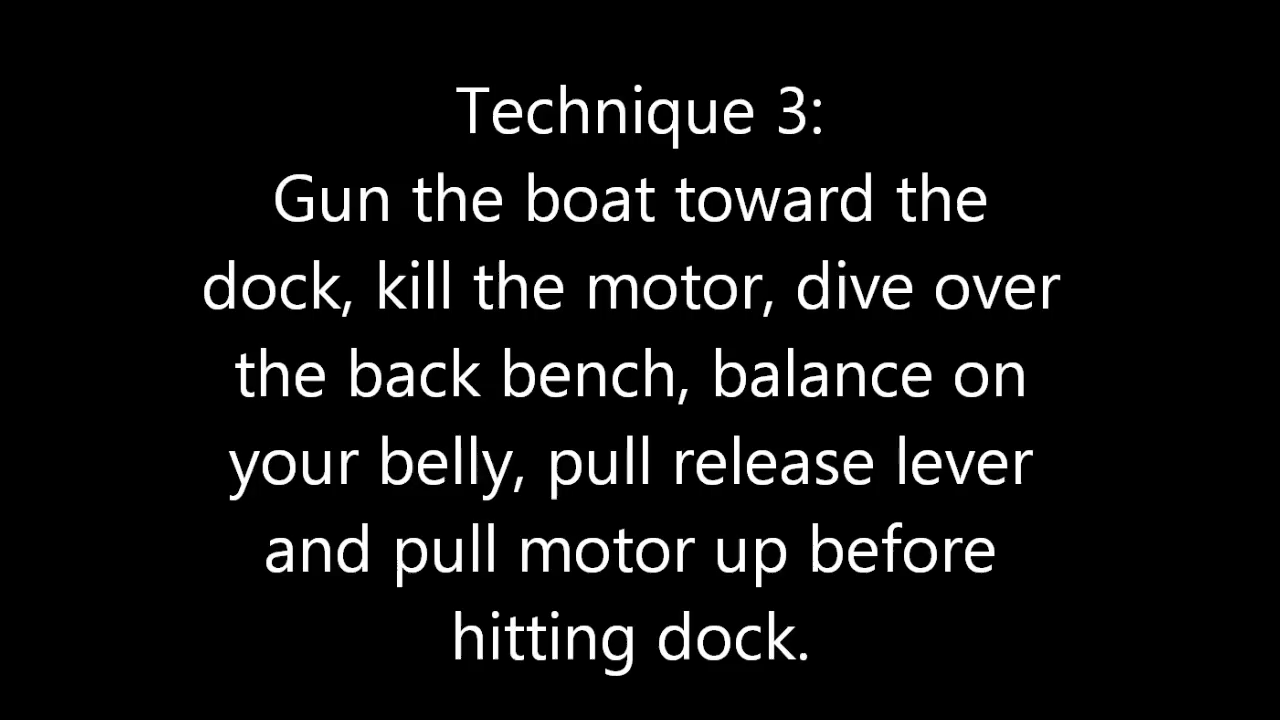 Technique 3:
Gun the boat toward the
dock, kill the motor, dive over
the back bench, balance on
your belly, pull release lever
and pull motor up before
hitting dock.